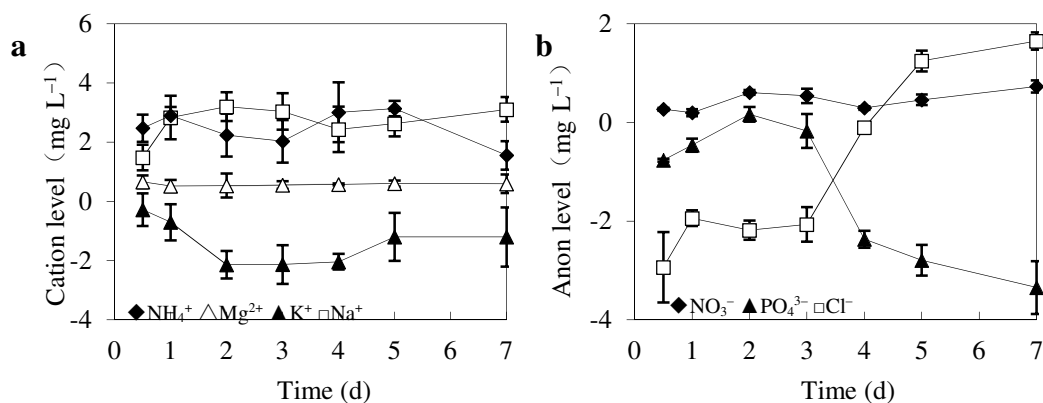 a
6
4
2
0
-2
-4
Cation level (mg L⁻¹)
◆NH₄⁺ △Mg²⁺ ▲K⁺ □Na⁺
0 1 2 3 4 5 6 7
Time (d)
b
2
0
-2
-4
Anon level (mg L⁻¹)
◆NO₃⁻ ▲PO₄³⁻ □Cl⁻
0 1 2 3 4 5 6 7
Time (d)